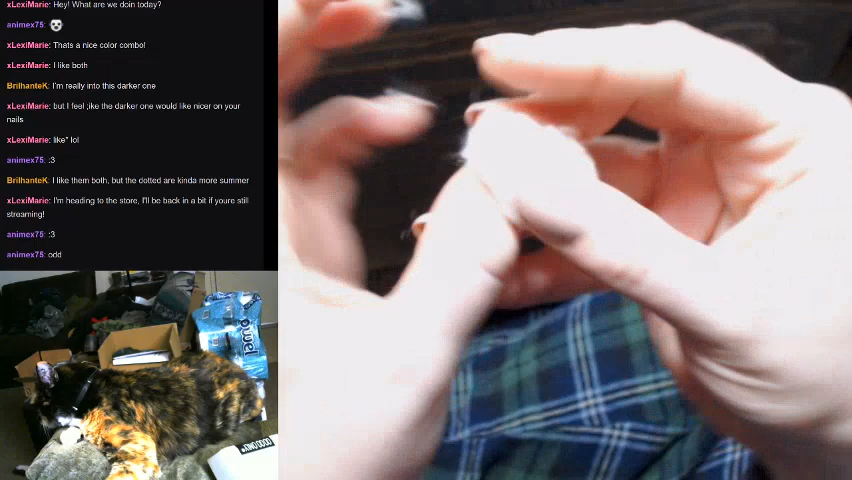 xLexiMarie: Hey! What are we doin today?
animex75:
xLexiMarie: Thats a nice color combo!
xLexiMarie: I like both
BrilhanteK: I'm really into this darker one
xLexiMarie: but I feel ;ike the darker one would like nicer on your
nails
xLexiMarie: like* lol
animex75: :3
BrilhanteK: I like them both, but the dotted are kinda more summer
xLexiMarie: I'm heading to the store, I'll be back in a bit if youre still
streaming!
animex75: :3
animex75: odd